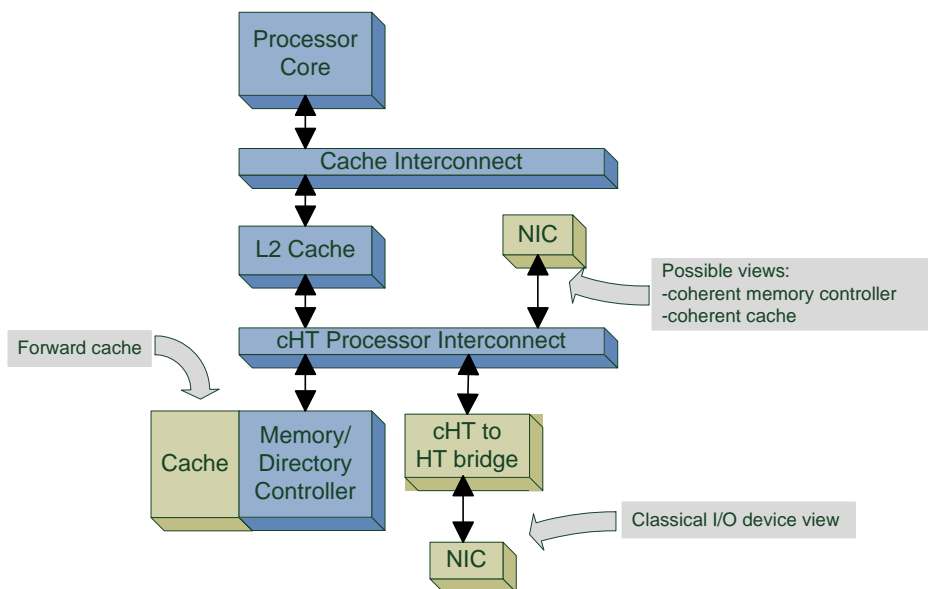 Processor
Core
Cache Interconnect
L2 Cache
NIC
Possible views:
-coherent memory controller
-coherent cache
cHT Processor Interconnect
Forward cache
Cache
Memory/
Directory
Controller
cHT to
HT bridge
Classical I/O device view
NIC